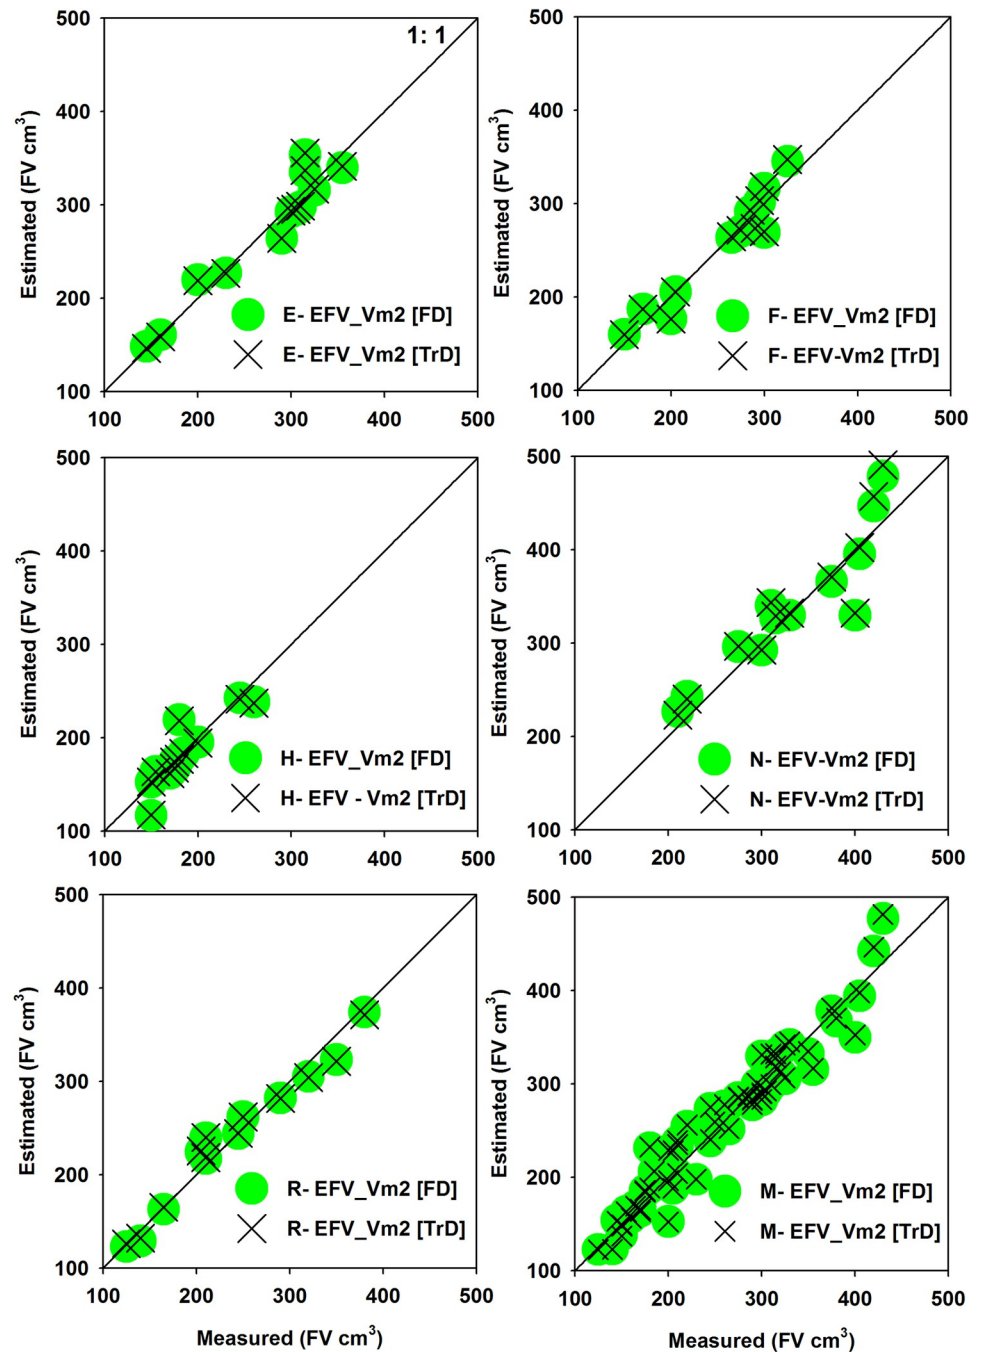 500
400
300
200
100
100 200 300 400 500
Estimated (FV cm³)
1: 1
E- EFV_Vm2 [FD]
E- EFV_Vm2 [TrD]
500
400
300
200
100
100 200 300 400 500
Estimated (FV cm³)
F- EFV_Vm2 [FD]
F- EFV-Vm2 [TrD]
500
400
300
200
100
100 200 300 400 500
Estimated (FV cm³)
H- EFV_Vm2 [FD]
H- EFV - Vm2 [TrD]
500
400
300
200
100
100 200 300 400 500
Estimated (FV cm³)
N- EFV-Vm2 [FD]
N- EFV-Vm2 [TrD]
500
400
300
200
100
100 200 300 400 500
Estimated (FV cm³)
R- EFV_Vm2 [FD]
R- EFV_Vm2 [TrD]
Measured (FV cm³)
500
400
300
200
100
100 200 300 400 500
Estimated (FV cm³)
M- EFV_Vm2 [FD]
M- EFV_Vm2 [TrD]
Measured (FV cm³)